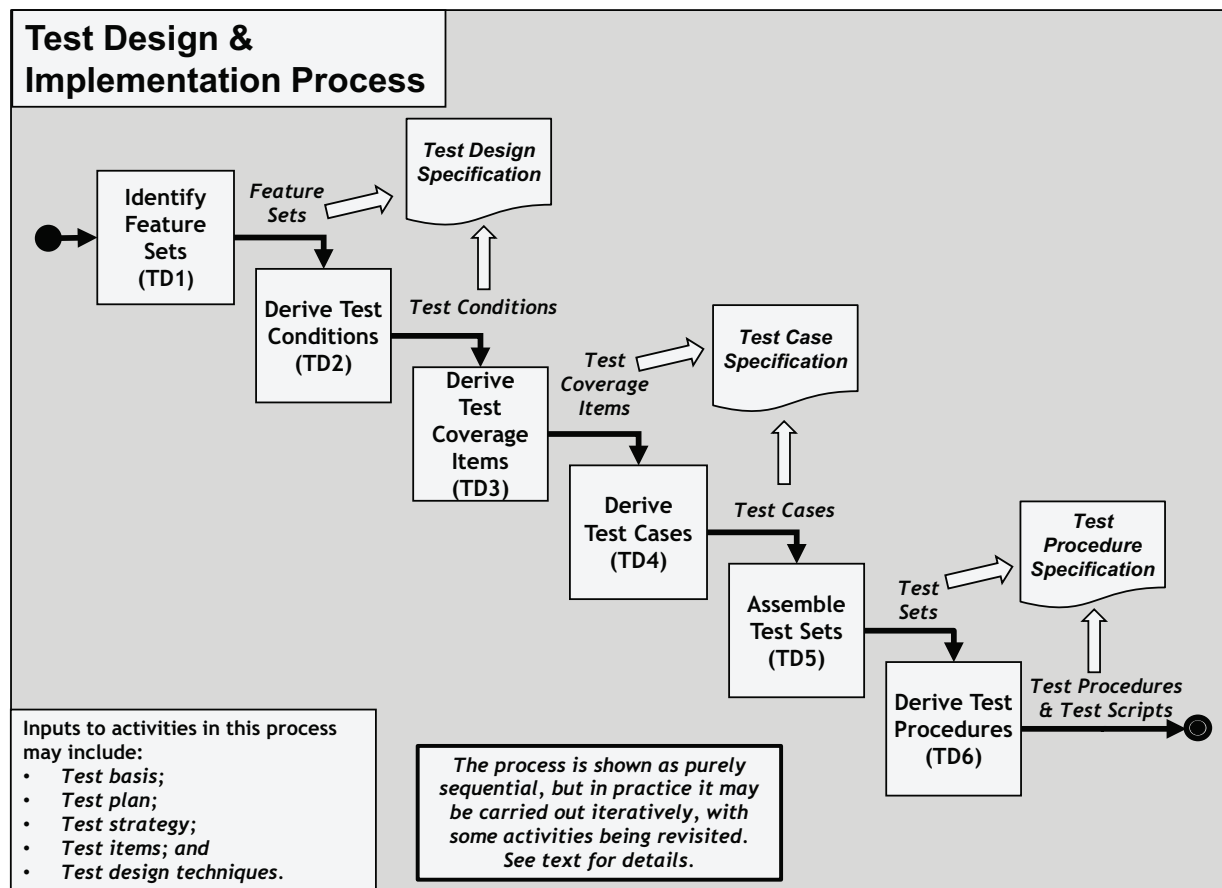 Test Design &
Implementation Process
Identify
Feature
Sets
(TD1)
Feature
Sets
Test Design
Specification
Derive Test
Conditions
(TD2)
Test Conditions
Derive
Test
Coverage
Items
(TD3)
Test
Coverage
Items
Test Case
Specification
Derive
Test Cases
(TD4)
Test Cases
Assemble
Test Sets
(TD5)
Test
Sets
Test
Procedure
Specification
Derive Test
Procedures
(TD6)
Test Procedures
& Test Scripts
Inputs to activities in this process
may include:
• Test basis;
• Test plan;
• Test strategy;
• Test items; and
• Test design techniques.
The process is shown as purely
sequential, but in practice it may
be carried out iteratively, with
some activities being revisited.
See text for details.